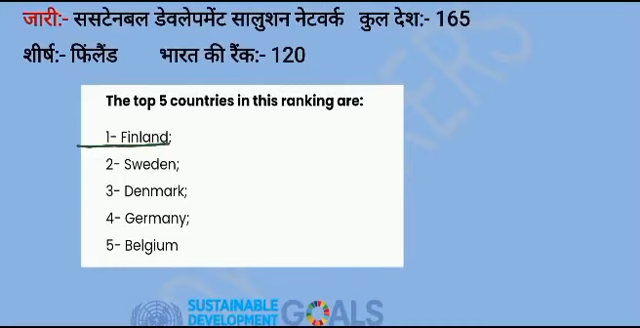 जारी:- ससटेनबल डेवलेपमेंट सालुशन नेटवर्क कुल देश:- 165
शीर्ष:- फिंलैंड भारत की रैंक:- 120
The top 5 countries in this ranking are:
1- Finland;
2- Sweden;
3- Denmark;
4- Germany;
5- Belgium
SUSTAINABLE
DEVELOPMENT GOALS